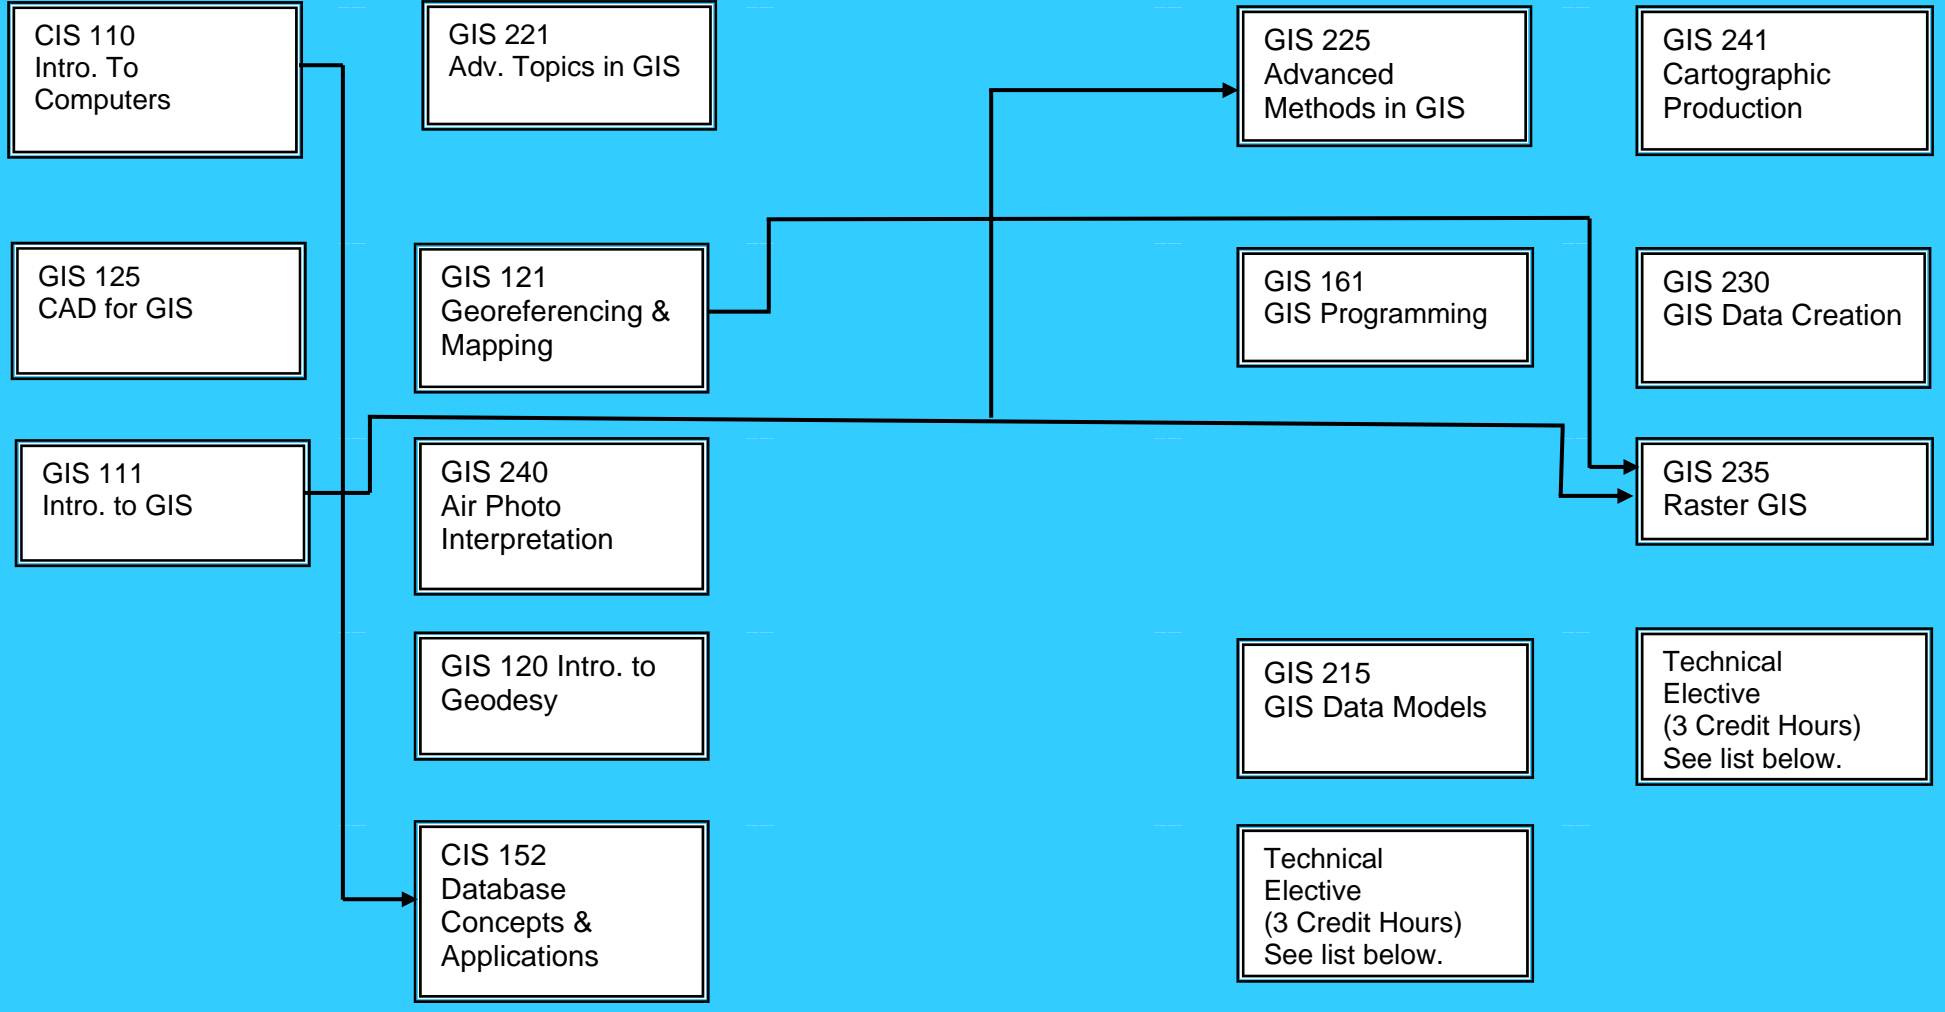 CIS 110
Intro. To
Computers
GIS 221
Adv. Topics in GIS
GIS 225
Advanced
Methods in GIS
GIS 241
Cartographic
Production
GIS 125
CAD for GIS
GIS 121
Georeferencing &
Mapping
GIS 161
GIS Programming
GIS 230
GIS Data Creation
GIS 111
Intro. to GIS
GIS 240
Air Photo
Interpretation
GIS 235
Raster GIS
GIS 120 Intro. to
Geodesy
GIS 215
GIS Data Models
Technical
Elective
(3 Credit Hours)
See list below.
CIS 152
Database
Concepts &
Applications
Technical
Elective
(3 Credit Hours)
See list below.